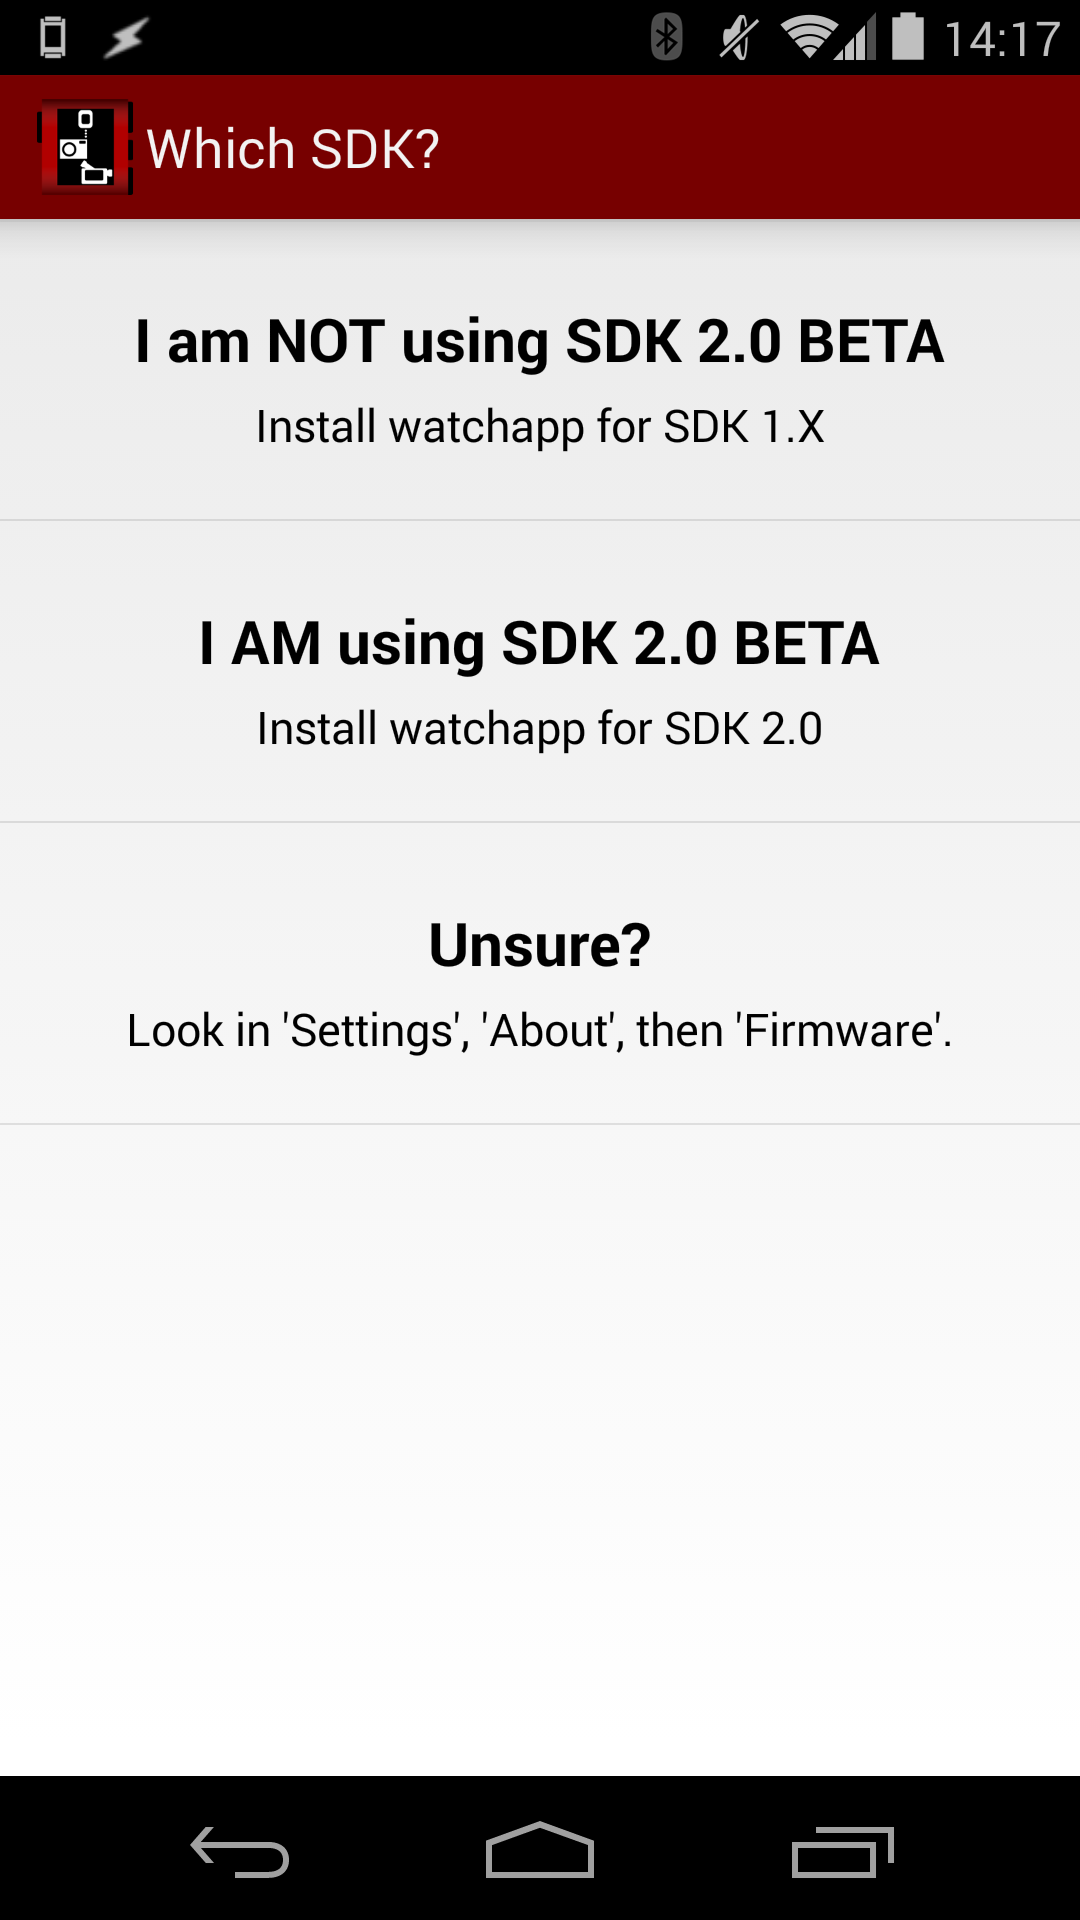 14:17
Which SDK?
I am NOT using SDK 2.0 BETA
Install watchapp for SDK 1.X
I AM using SDK 2.0 BETA
Install watchapp for SDK 2.0
Unsure?
Look in 'Settings', 'About', then 'Firmware'.